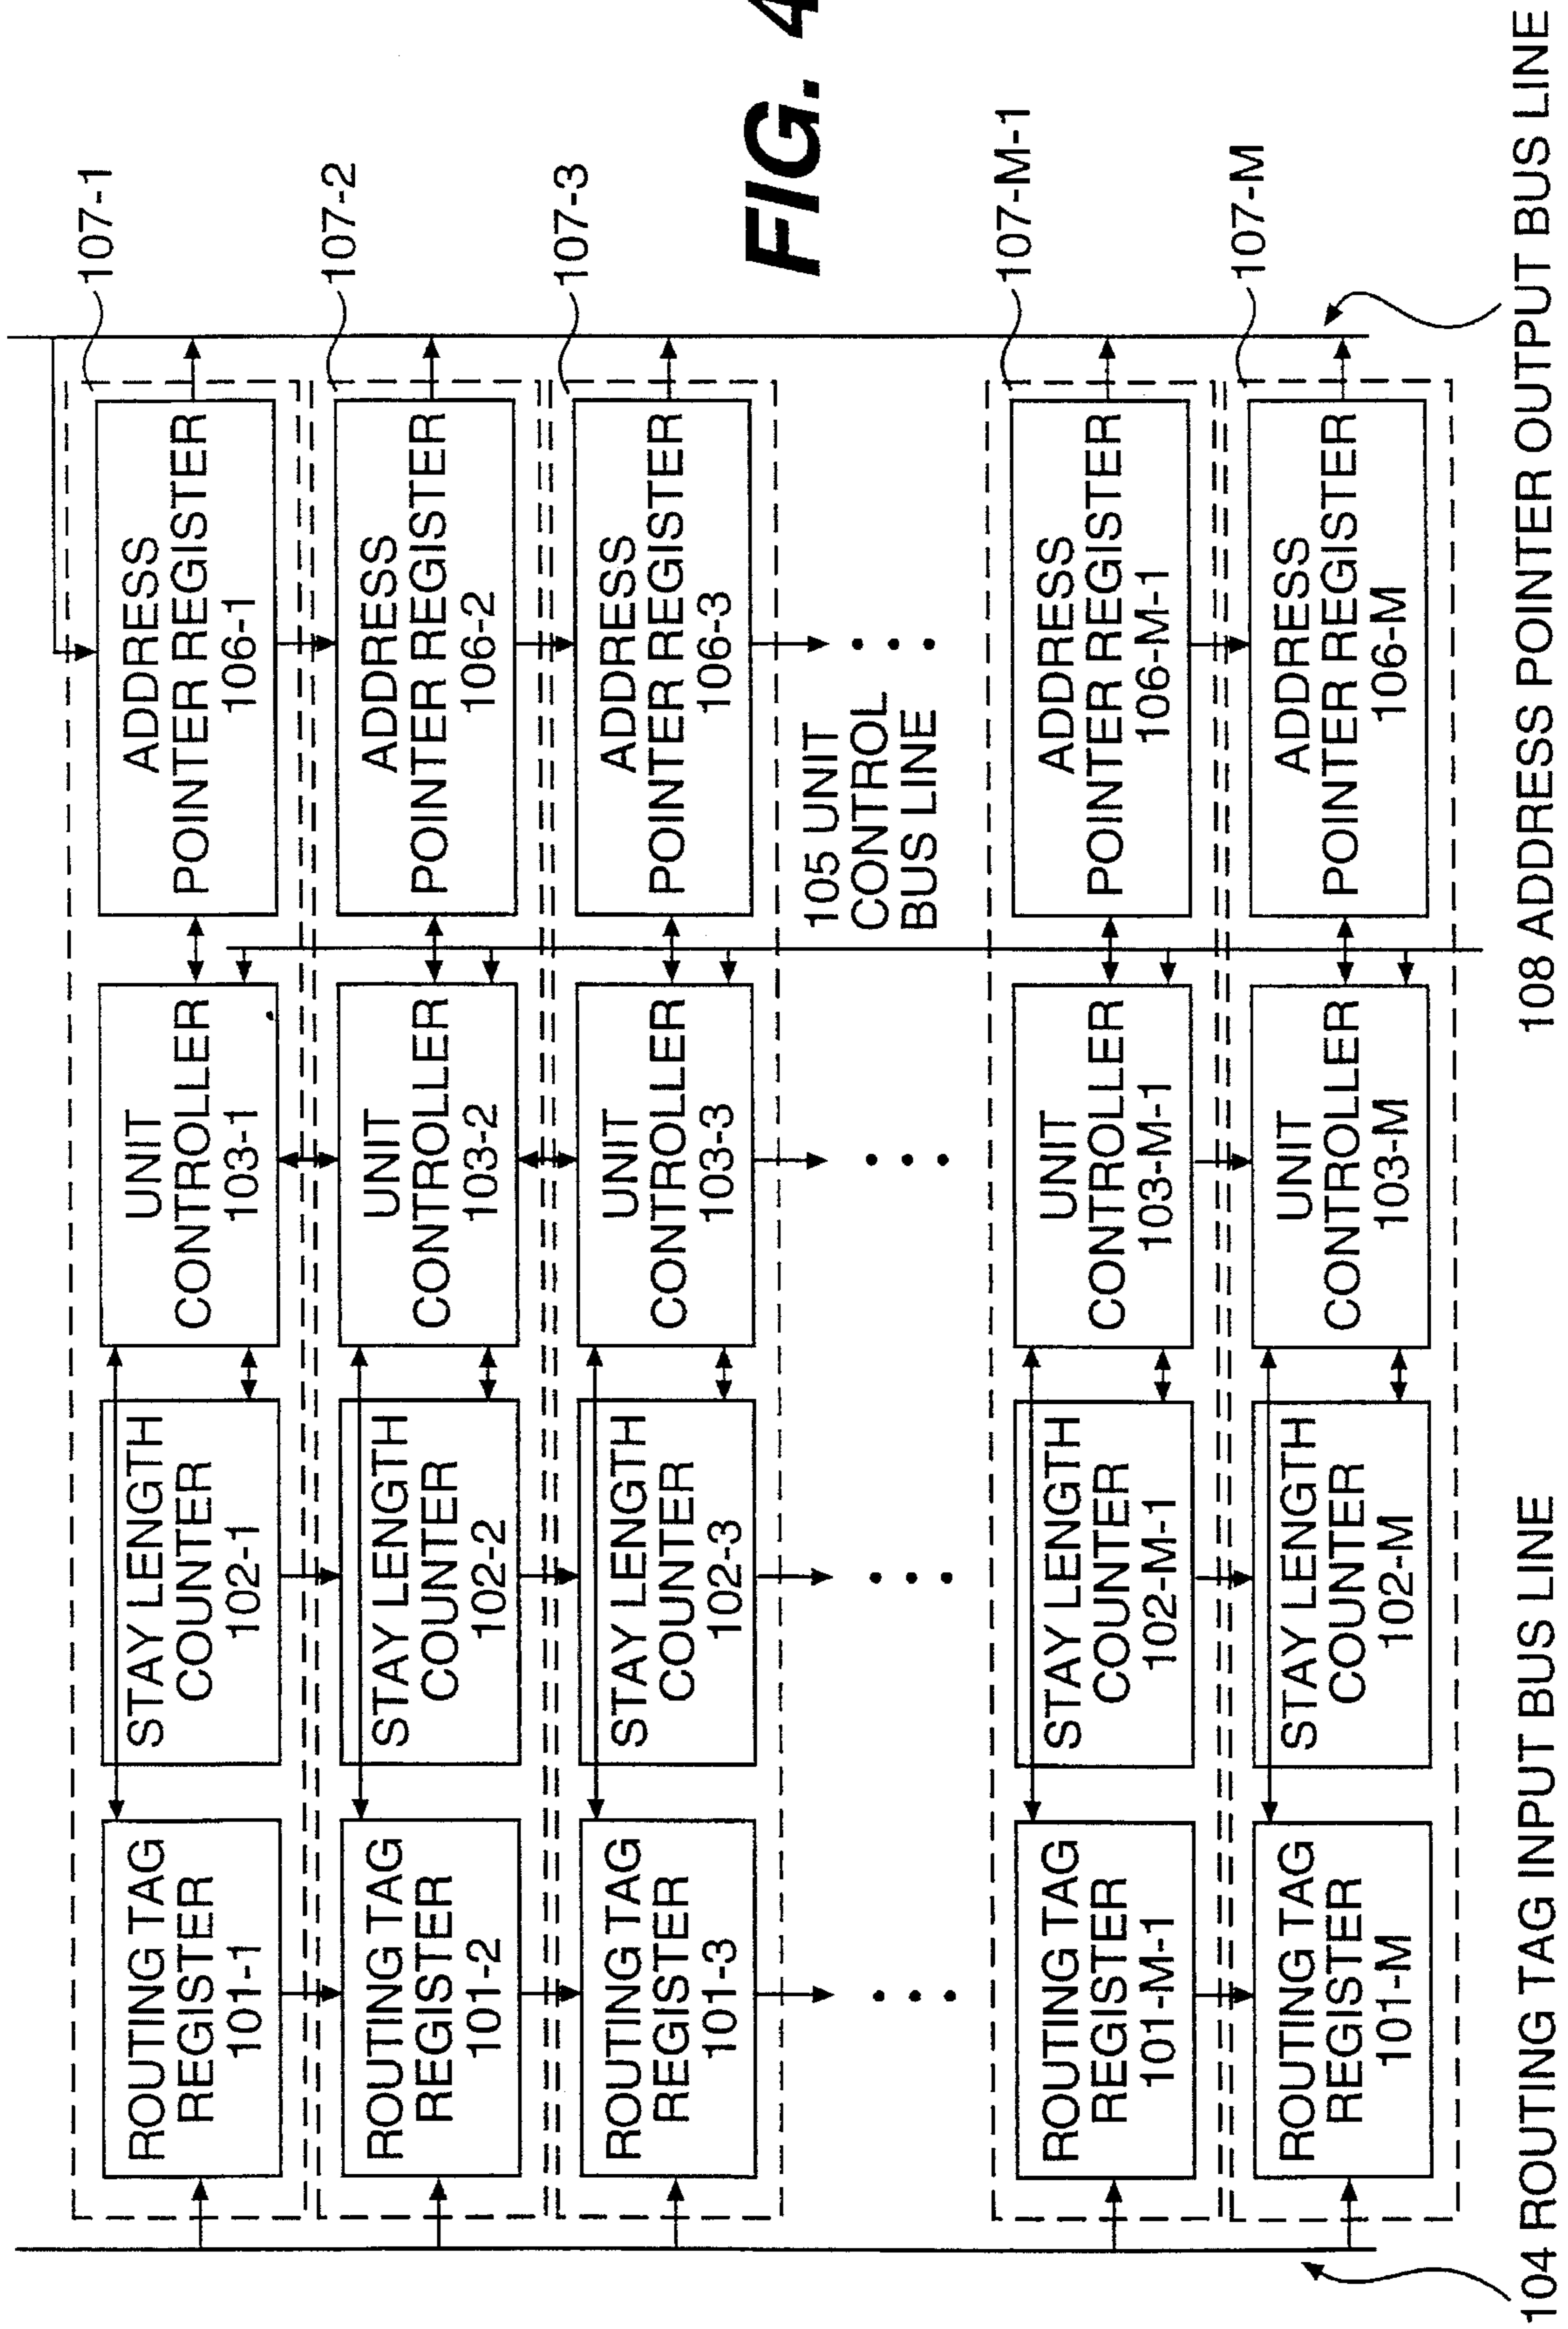 104 ROUTING TAG INPUT BUS LINE
108 ADDRESS POINTER OUTPUT BUS LINE
107-1
ROUTING TAG
REGISTER
101-1
STAY LENGTH
COUNTER
102-1
UNIT
CONTROLLER
103-1
ADDRESS
POINTER REGISTER
106-1
107-2
ROUTING TAG
REGISTER
101-2
STAY LENGTH
COUNTER
102-2
UNIT
CONTROLLER
103-2
ADDRESS
POINTER REGISTER
106-2
107-3
ROUTING TAG
REGISTER
101-3
STAY LENGTH
COUNTER
102-3
UNIT
CONTROLLER
103-3
ADDRESS
POINTER REGISTER
106-3
105 UNIT
CONTROL
BUS LINE
107-M-1
ROUTING TAG
REGISTER
101-M-1
STAY LENGTH
COUNTER
102-M-1
UNIT
CONTROLLER
103-M-1
ADDRESS
POINTER REGISTER
106-M-1
107-M
ROUTING TAG
REGISTER
101-M
STAY LENGTH
COUNTER
102-M
UNIT
CONTROLLER
103-M
ADDRESS
POINTER REGISTER
106-M
FIG. 4